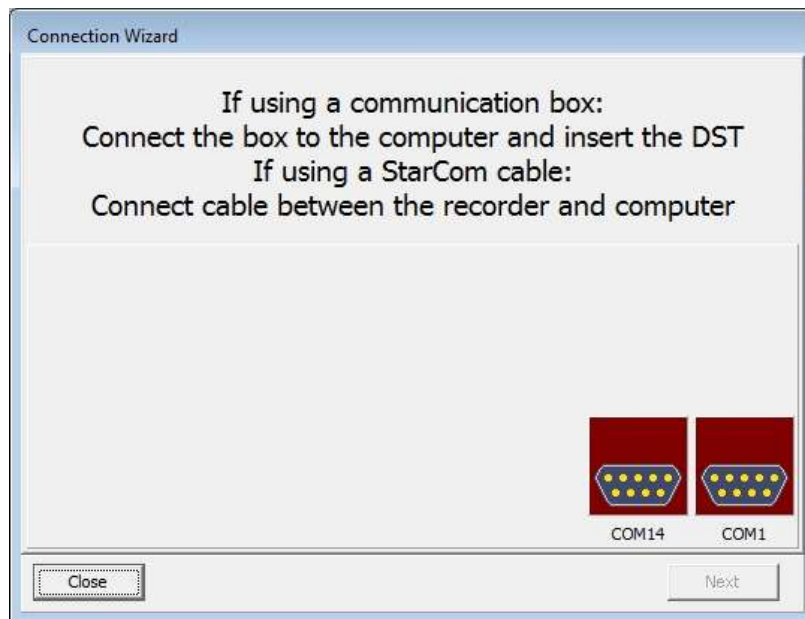 Connection Wizard
If using a communication box:
Connect the box to the computer and insert the DST
If using a StarCom cable:
Connect cable between the recorder and computer
COM14 COM1
Close Next